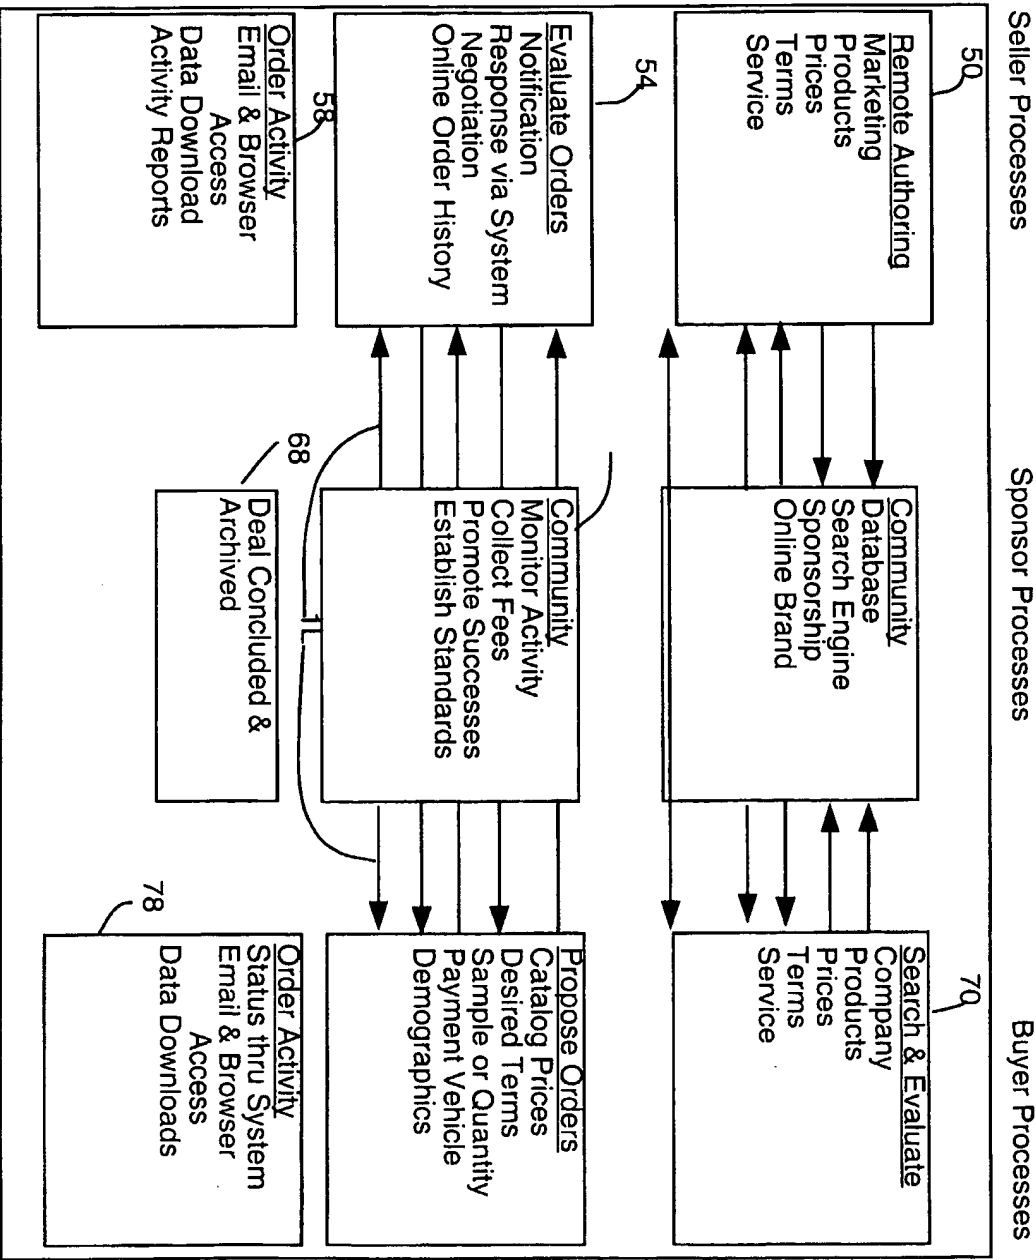 Seller Processes
Sponsor Processes
Buyer Processes
50
Remote Authoring
Marketing
Products
Prices
Terms
Service
Community
Database
Search Engine
Sponsorship
Online Brand
70
Search & Evaluate
Company
Products
Prices
Terms
Service
54
Evaluate Orders
Notification
Response via System
Negotiation
Online Order History
Community
Monitor Activity
Collect Fees
Promote Successes
Establish Standards
Propose Orders
Catalog Prices
Desired Terms
Sample or Quantity
Payment Vehicle
Demographics
1L
58
Order Activity
Email & Browser
Access
Data Download
Activity Reports
68
Deal Concluded &
Archived
78
Order Activity
Status thru System
Email & Browser
Access
Data Downloads